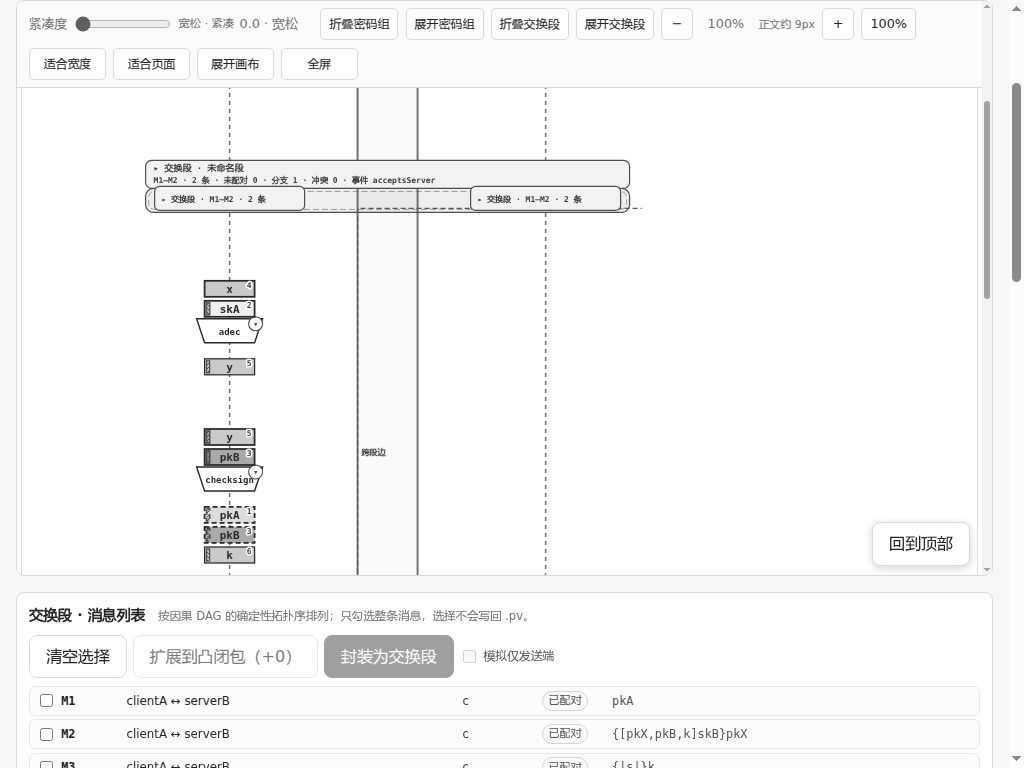 紧凑度 宽松 · 紧凑 0.0 · 宽松 折叠密码组 展开密码组 折叠交换段 展开交换段 − 100% 正文约 9px + 100%
适合宽度 适合页面 展开画布 全屏
▸ 交换段 · 未命名段
M1—M2 · 2 条 · 未配对 0 · 分支 1 · 冲突 0 · 事件 acceptsServer
▸ 交换段 · M1—M2 · 2 条 ▸ 交换段 · M1—M2 · 2 条
x 4
skA 2
adec
y 5
y 5
pkB 3
跨段边
checksign
pkA 1
pkB 3
k 6
回到顶部
交换段 · 消息列表 按因果 DAG 的确定性拓扑序排列；只勾选整条消息，选择不会写回 .pv。
清空选择 扩展到凸闭包（+0） 封装为交换段 模拟仅发送端
M1 clientA ↔ serverB c 已配对 pkA
M2 clientA ↔ serverB c 已配对 {[pkX,pkB,k]skB}pkX
M3 clientA ↔ serverB c 已配对 {|s|}k